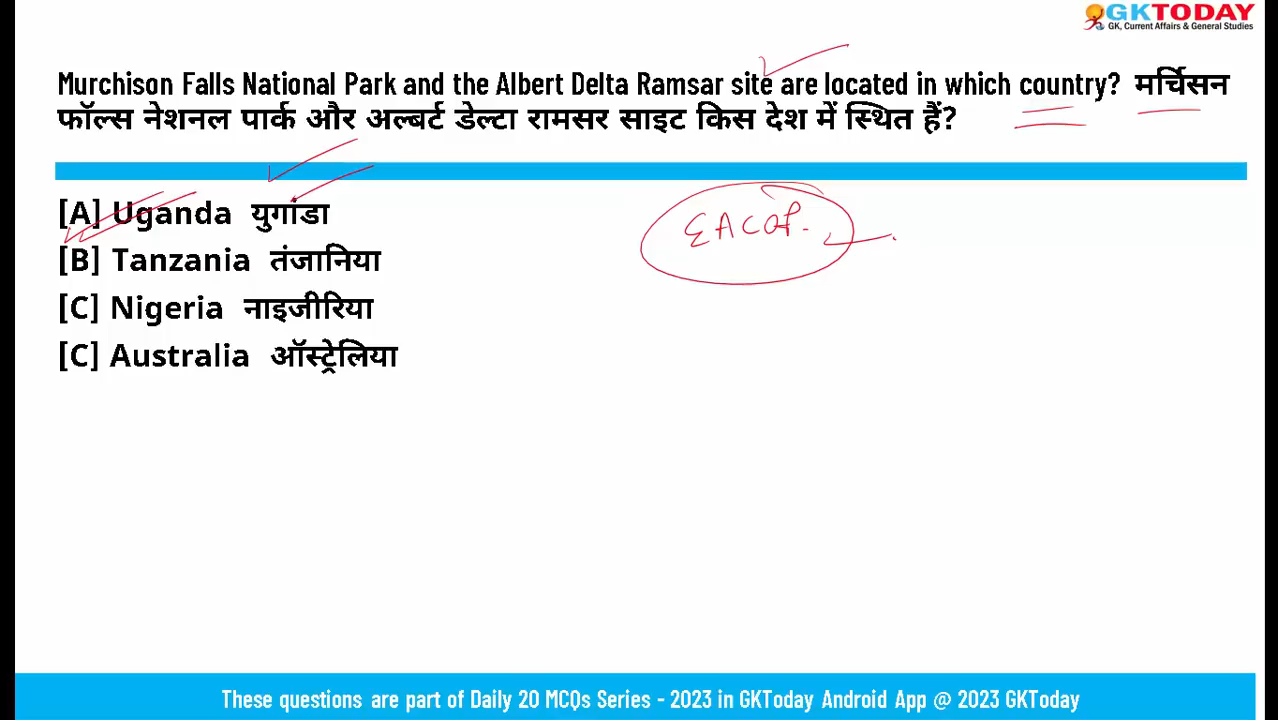 GKTODAY
GK, Current Affairs & General Studies
Murchison Falls National Park and the Albert Delta Ramsar site are located in which country? मर्चिसन
फॉल्स नेशनल पार्क और अल्बर्ट डेल्टा रामसर साइट किस देश में स्थित हैं?
[A] Uganda युगांडा
EACOP.
[B] Tanzania तंजानिया
[C] Nigeria नाइजीरिया
[C] Australia ऑस्ट्रेलिया
These questions are part of Daily 20 MCQs Series - 2023 in GKToday Android App @ 2023 GKToday